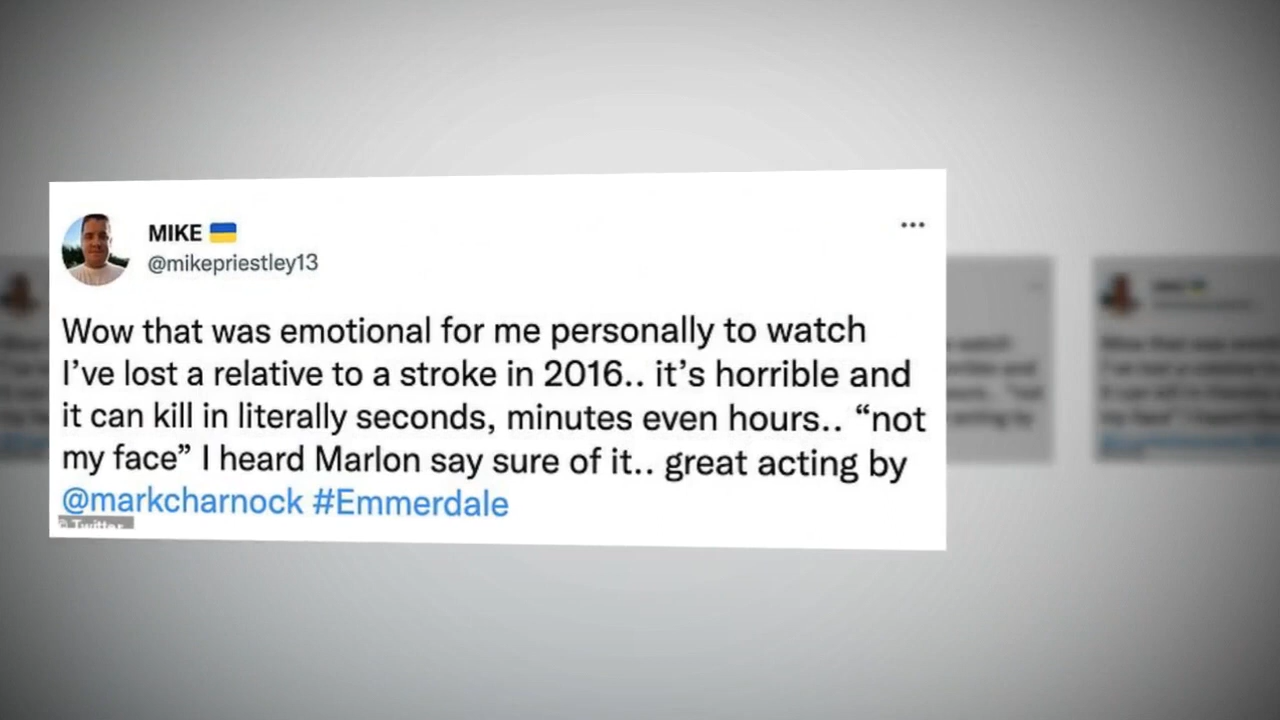 MIKE 🇺🇦
@mikepriestley13
Wow that was emotional for me personally to watch
I've lost a relative to a stroke in 2016.. it's horrible and
it can kill in literally seconds, minutes even hours.. “not
my face” I heard Marlon say sure of it.. great acting by
@markcharnock #Emmerdale
© Twitter